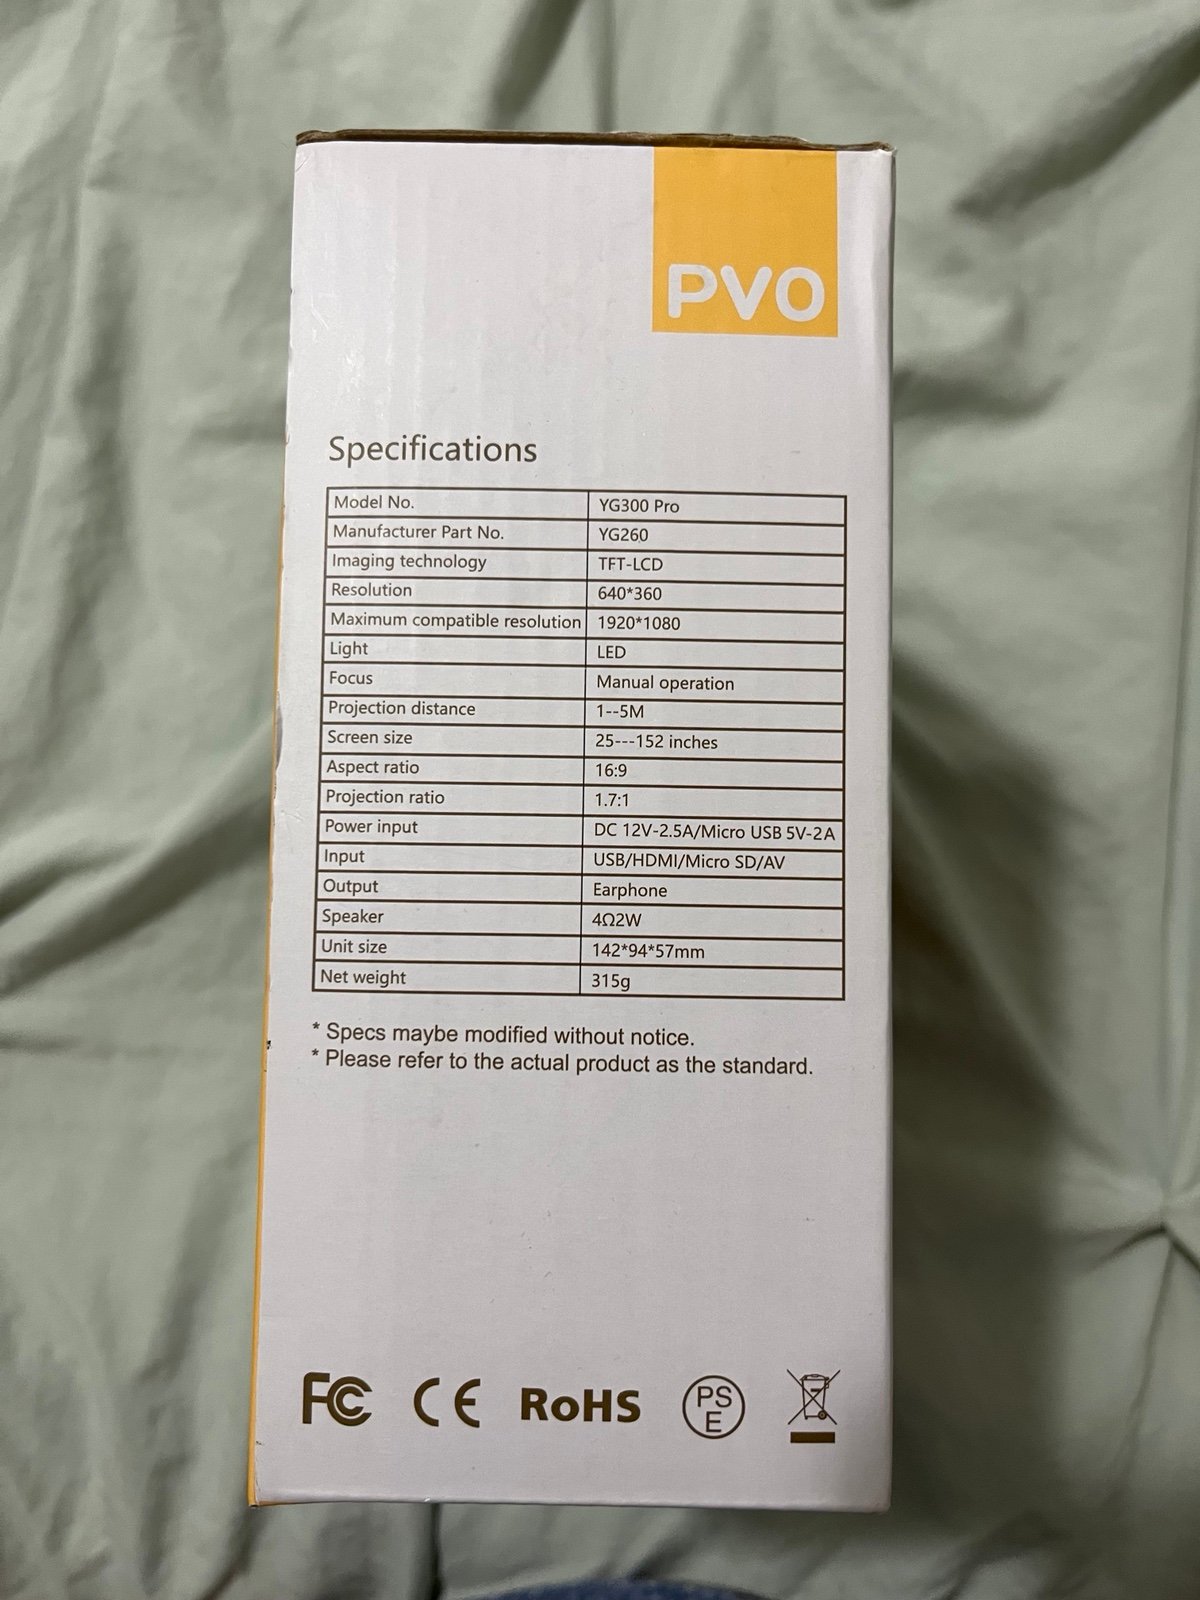 PVO
Specifications
Model No. YG300 Pro
Manufacturer Part No. YG260
Imaging technology TFT-LCD
Resolution 640*360
Maximum compatible resolution 1920*1080
Light LED
Focus Manual operation
Projection distance 1--5M
Screen size 25---152 inches
Aspect ratio 16:9
Projection ratio 1.7:1
Power input DC 12V-2.5A/Micro USB 5V-2A
Input USB/HDMI/Micro SD/AV
Output Earphone
Speaker 4Ω2W
Unit size 142*94*57mm
Net weight 315g
* Specs maybe modified without notice.
* Please refer to the actual product as the standard.
FC CE RoHS PS E